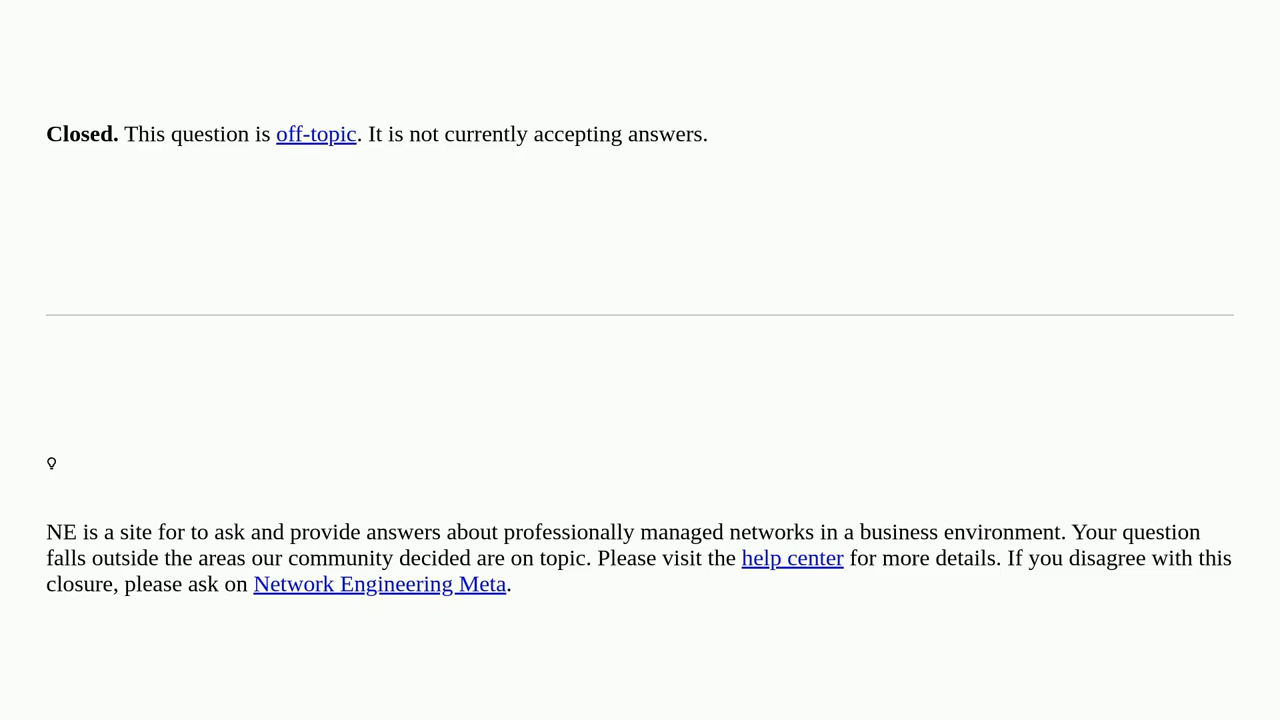 Closed. This question is off-topic. It is not currently accepting answers.
NE is a site for to ask and provide answers about professionally managed networks in a business environment. Your question
falls outside the areas our community decided are on topic. Please visit the help center for more details. If you disagree with this
closure, please ask on Network Engineering Meta.